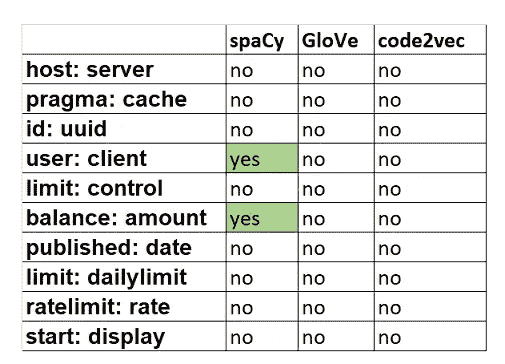 spaCy GloVe code2vec
host: server no no no
pragma: cache no no no
id: uuid no no no
user: client yes no no
limit: control no no no
balance: amount yes no no
published: date no no no
limit: dailylimit no no no
ratelimit: rate no no no
start: display no no no